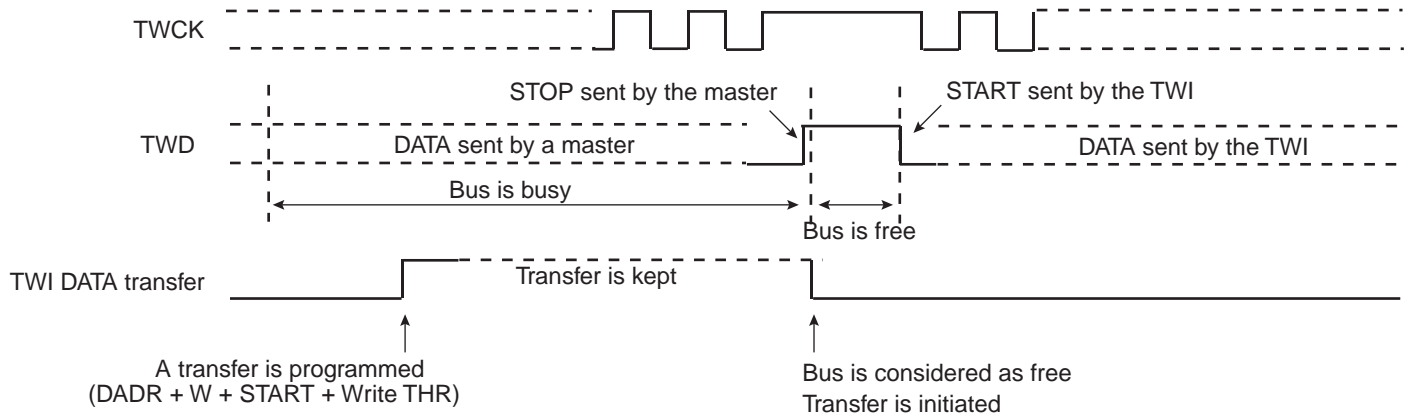 TWCK
STOP sent by the master
START sent by the TWI
TWD
DATA sent by a master
DATA sent by the TWI
Bus is busy
Bus is free
TWI DATA transfer
Transfer is kept
A transfer is programmed
(DADR + W + START + Write THR)
Bus is considered as free
Transfer is initiated